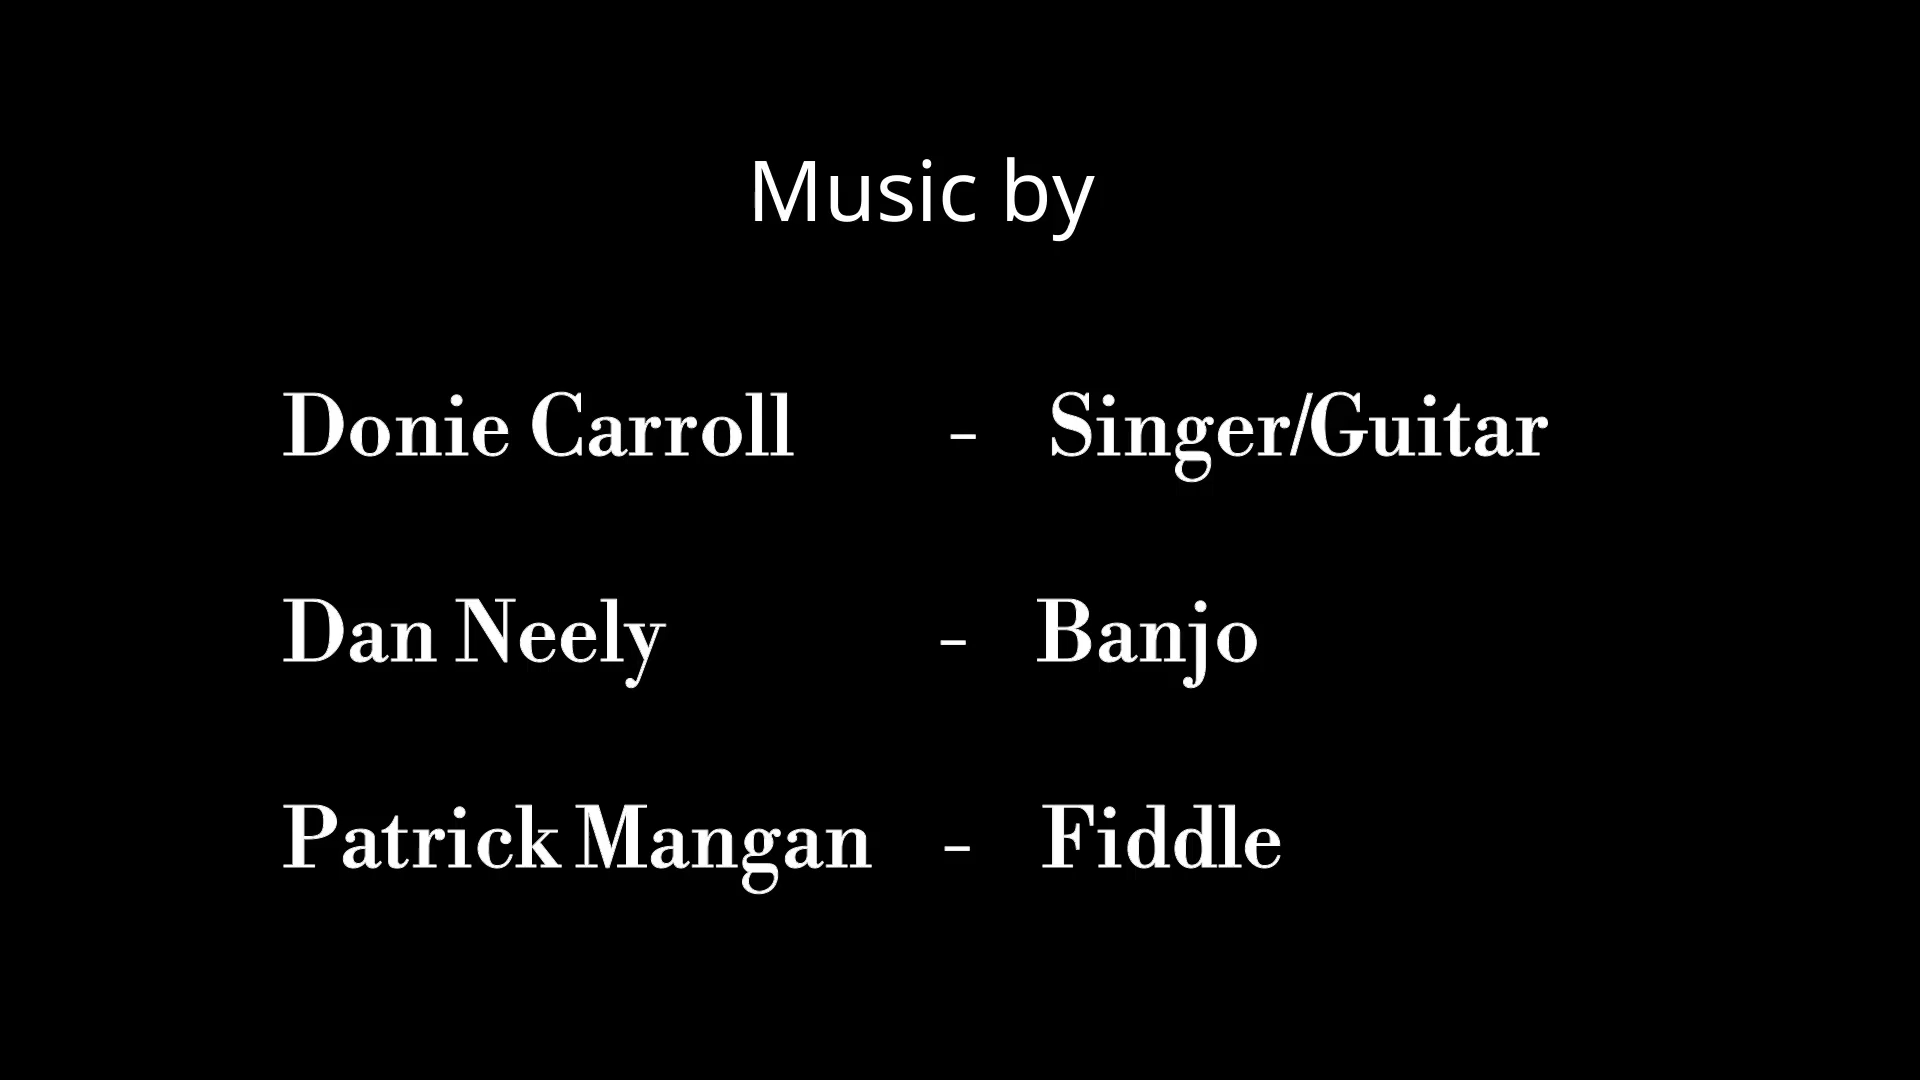 Music by
Donie Carroll - Singer/Guitar
Dan Neely - Banjo
Patrick Mangan - Fiddle